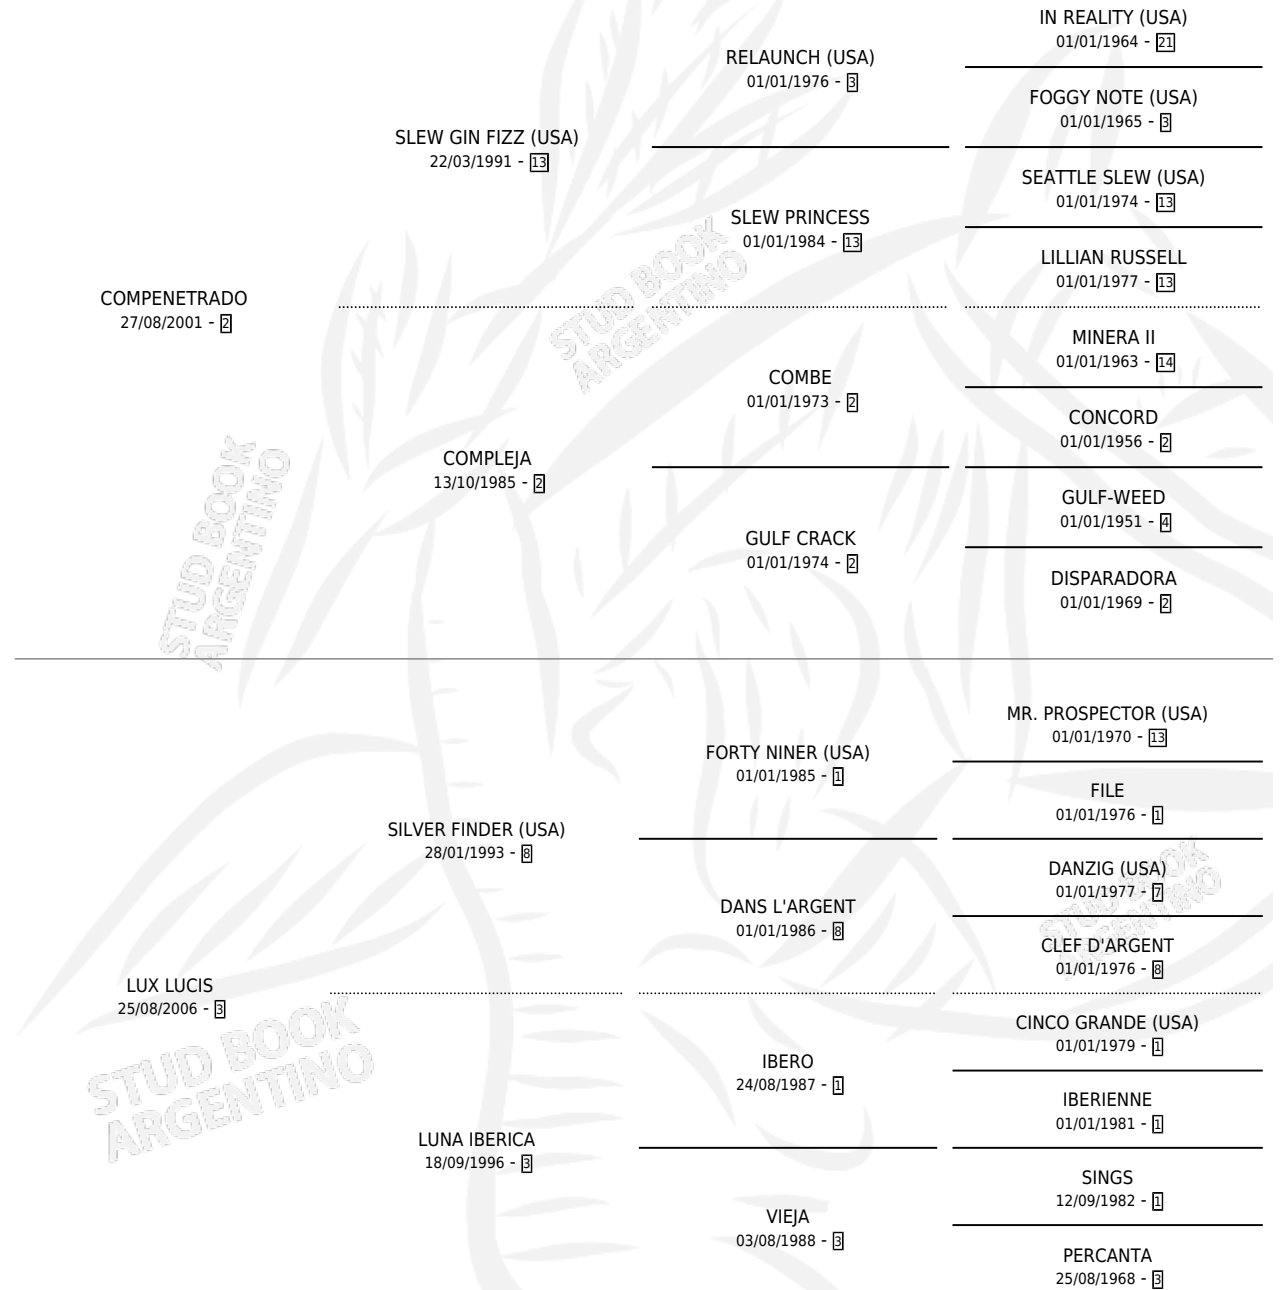 IN REALITY (USA)
01/01/1964 - 21
RELAUNCH (USA)
01/01/1976 - 3
FOGGY NOTE (USA)
01/01/1965 - 3
SLEW GIN FIZZ (USA)
22/03/1991 - 13
SEATTLE SLEW (USA)
01/01/1974 - 13
SLEW PRINCESS
01/01/1984 - 13
LILLIAN RUSSELL
01/01/1977 - 13
COMPENETRADO
27/08/2001 - 2
MINERA II
01/01/1963 - 14
COMBE
01/01/1973 - 2
CONCORD
01/01/1956 - 2
COMPLEJA
13/10/1985 - 2
GULF-WEED
01/01/1951 - 4
GULF CRACK
01/01/1974 - 2
DISPARADORA
01/01/1969 - 2
MR. PROSPECTOR (USA)
01/01/1970 - 13
FORTY NINER (USA)
01/01/1985 - 1
FILE
01/01/1976 - 1
SILVER FINDER (USA)
28/01/1993 - 8
DANZIG (USA)
01/01/1977 - 7
DANS L'ARGENT
01/01/1986 - 8
CLEF D'ARGENT
01/01/1976 - 8
LUX LUCIS
25/08/2006 - 3
CINCO GRANDE (USA)
01/01/1979 - 1
IBERO
24/08/1987 - 1
IBERIENNE
01/01/1981 - 1
LUNA IBERICA
18/09/1996 - 3
SINGS
12/09/1982 - 1
VIEJA
03/08/1988 - 3
PERCANTA
25/08/1968 - 3
STUD BOOK
ARGENTINO
STUD BOOK
ARGENTINO
STUD BOOK
ARGENTINO
STUD BOOK
ARGENTINO